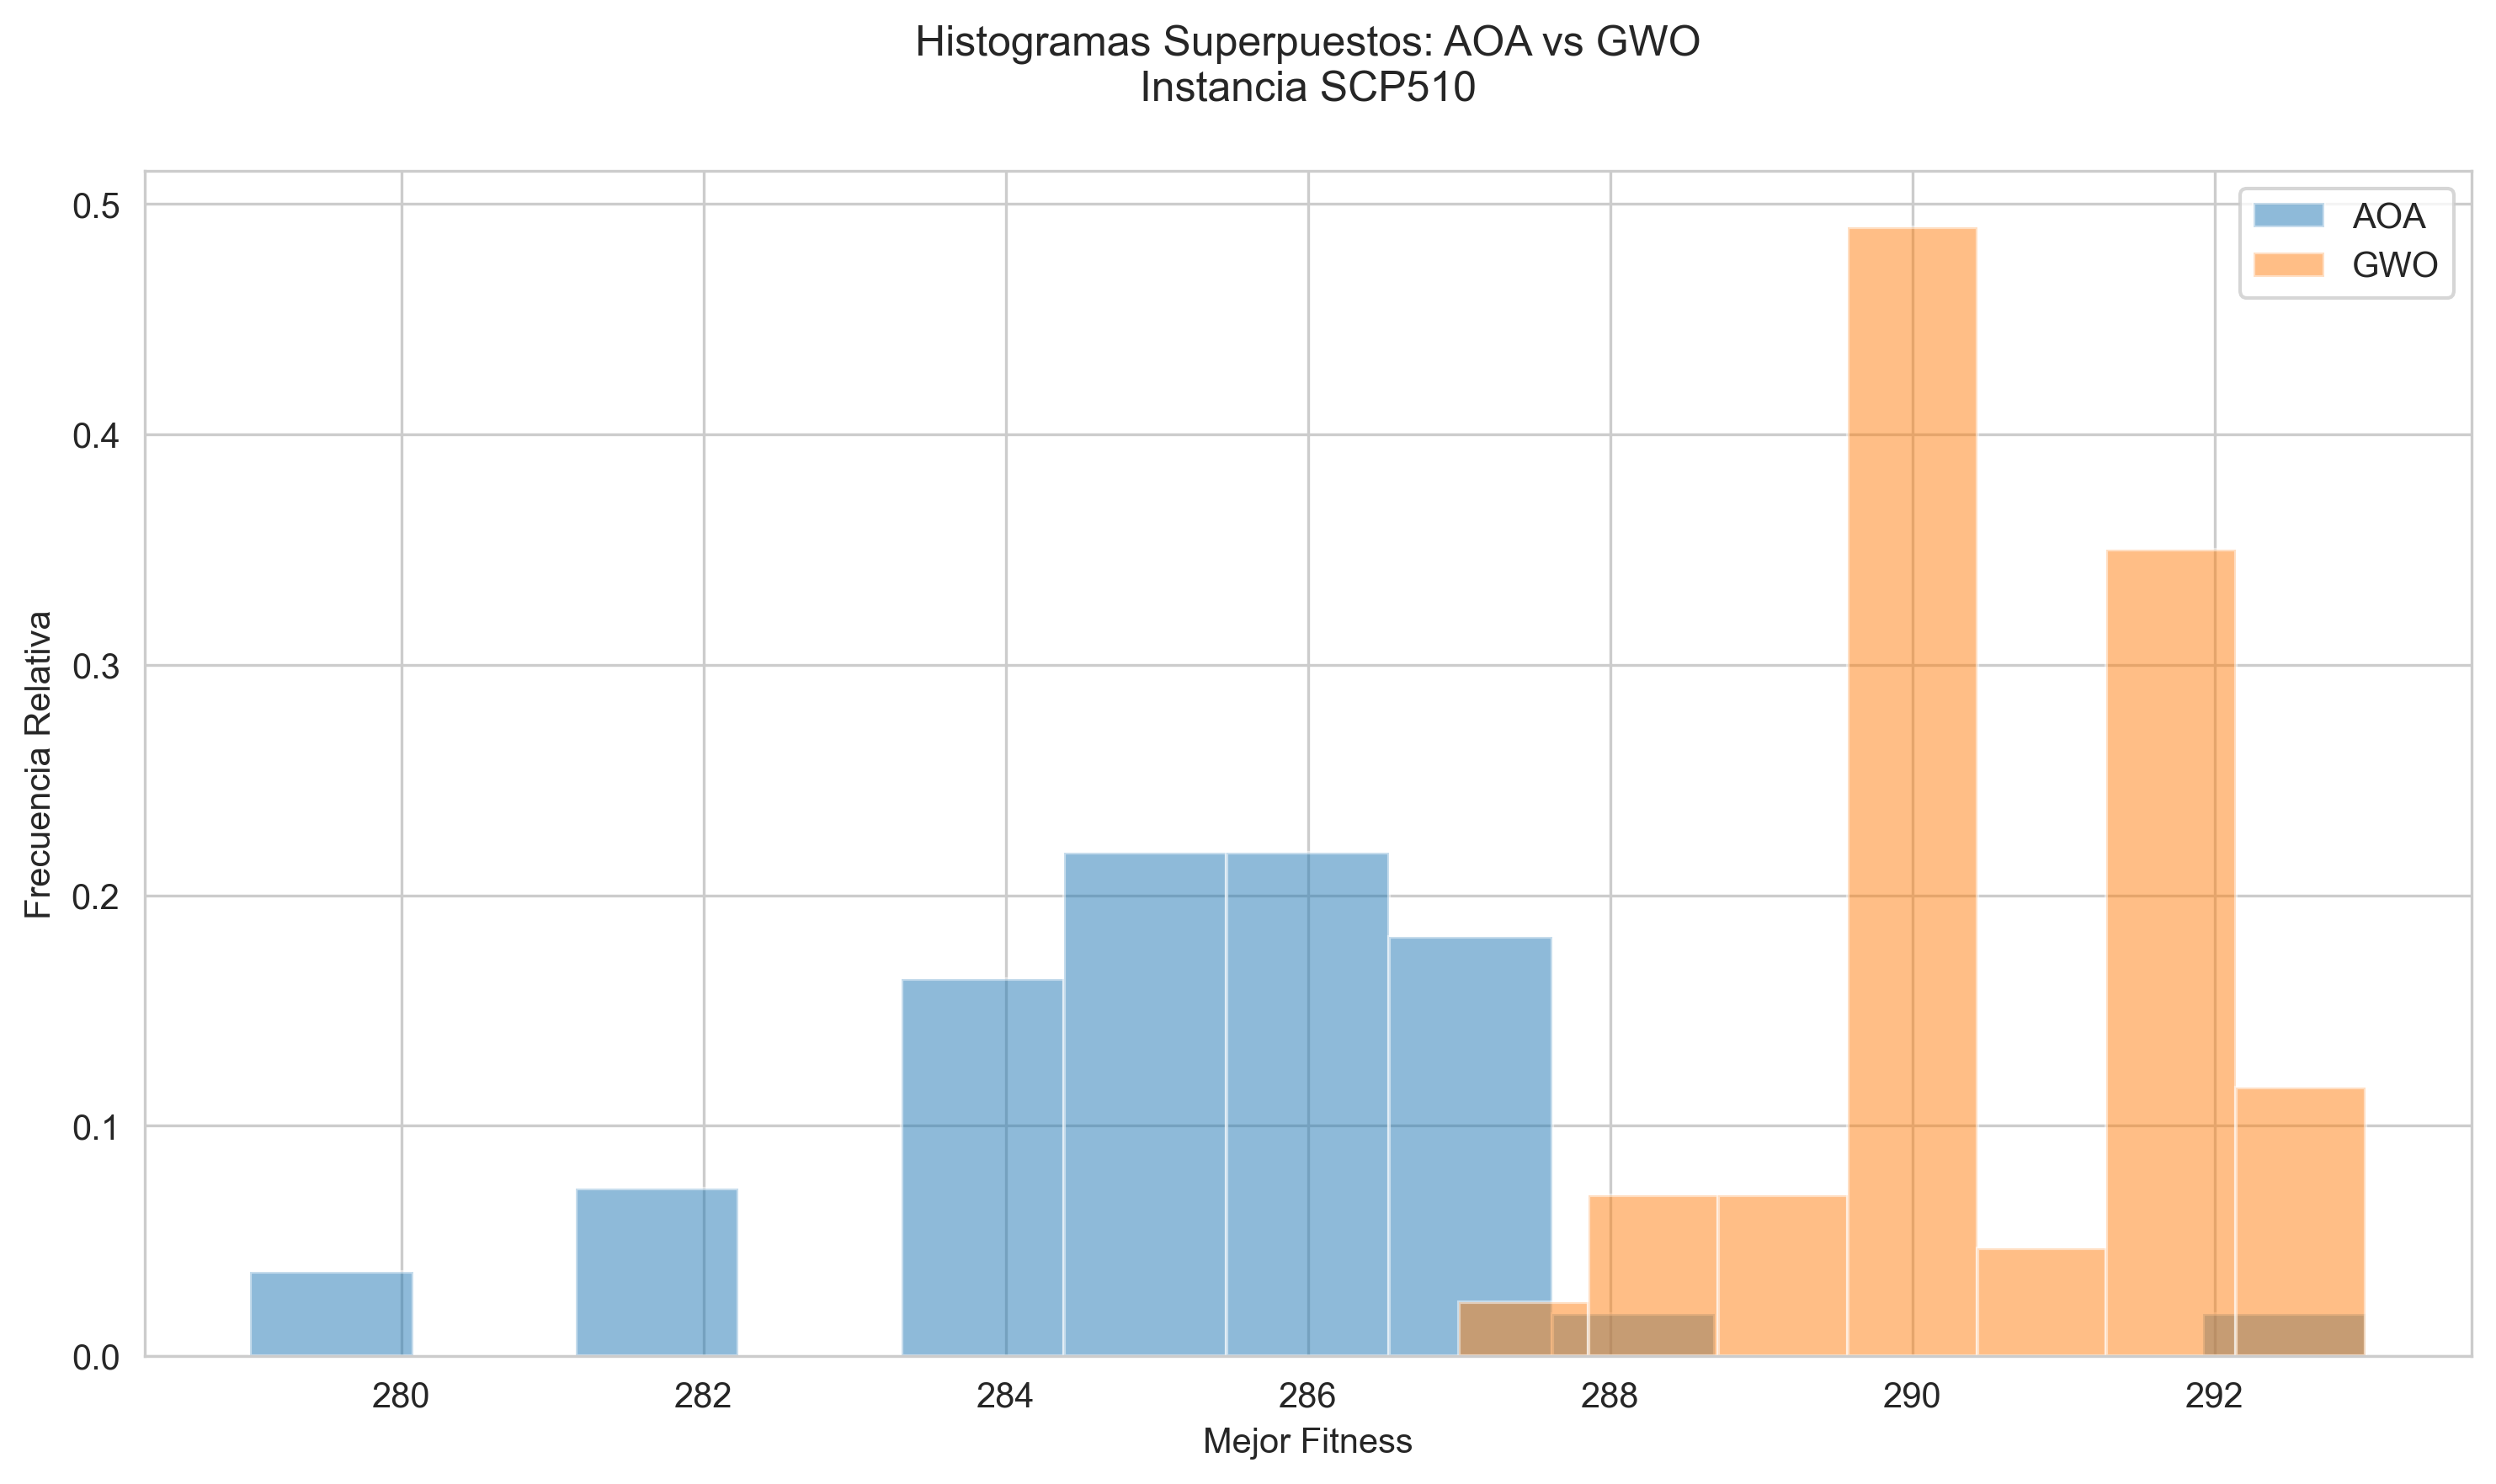 Histogramas Superpuestos: AOA vs GWO
Instancia SCP510
AOA
GWO
0.5
0.4
0.3
0.2
0.1
0.0
Frecuencia Relativa
280 282 284 286 288 290 292
Mejor Fitness